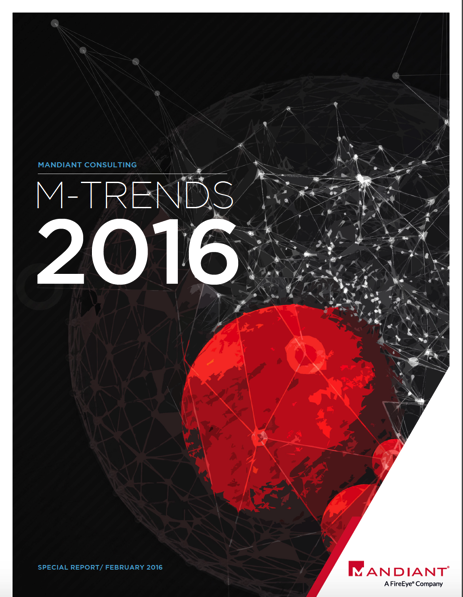 MANDIANT CONSULTING
M-TRENDS
2016
SPECIAL REPORT/ FEBRUARY 2016
MANDIANT®
A FireEye® Company